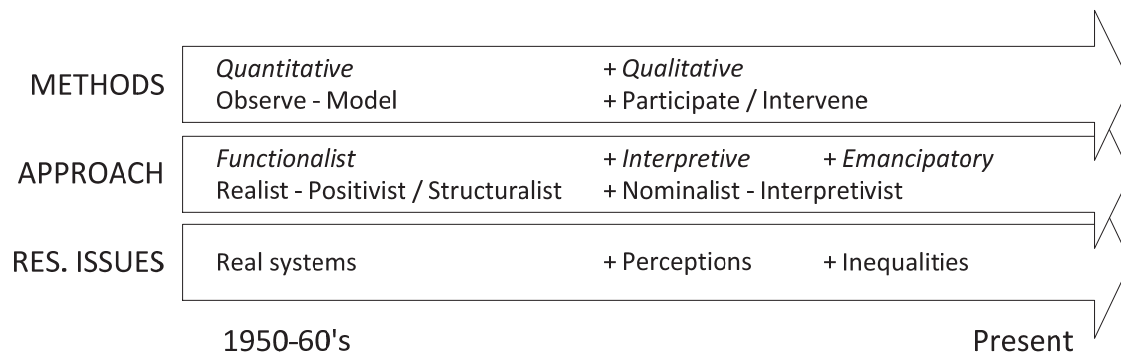 METHODS
Quantitative + Qualitative
Observe - Model + Participate / Intervene
APPROACH
Functionalist + Interpretive + Emancipatory
Realist - Positivist / Structuralist + Nominalist - Interpretivist
RES. ISSUES
Real systems + Perceptions + Inequalities
1950-60's Present